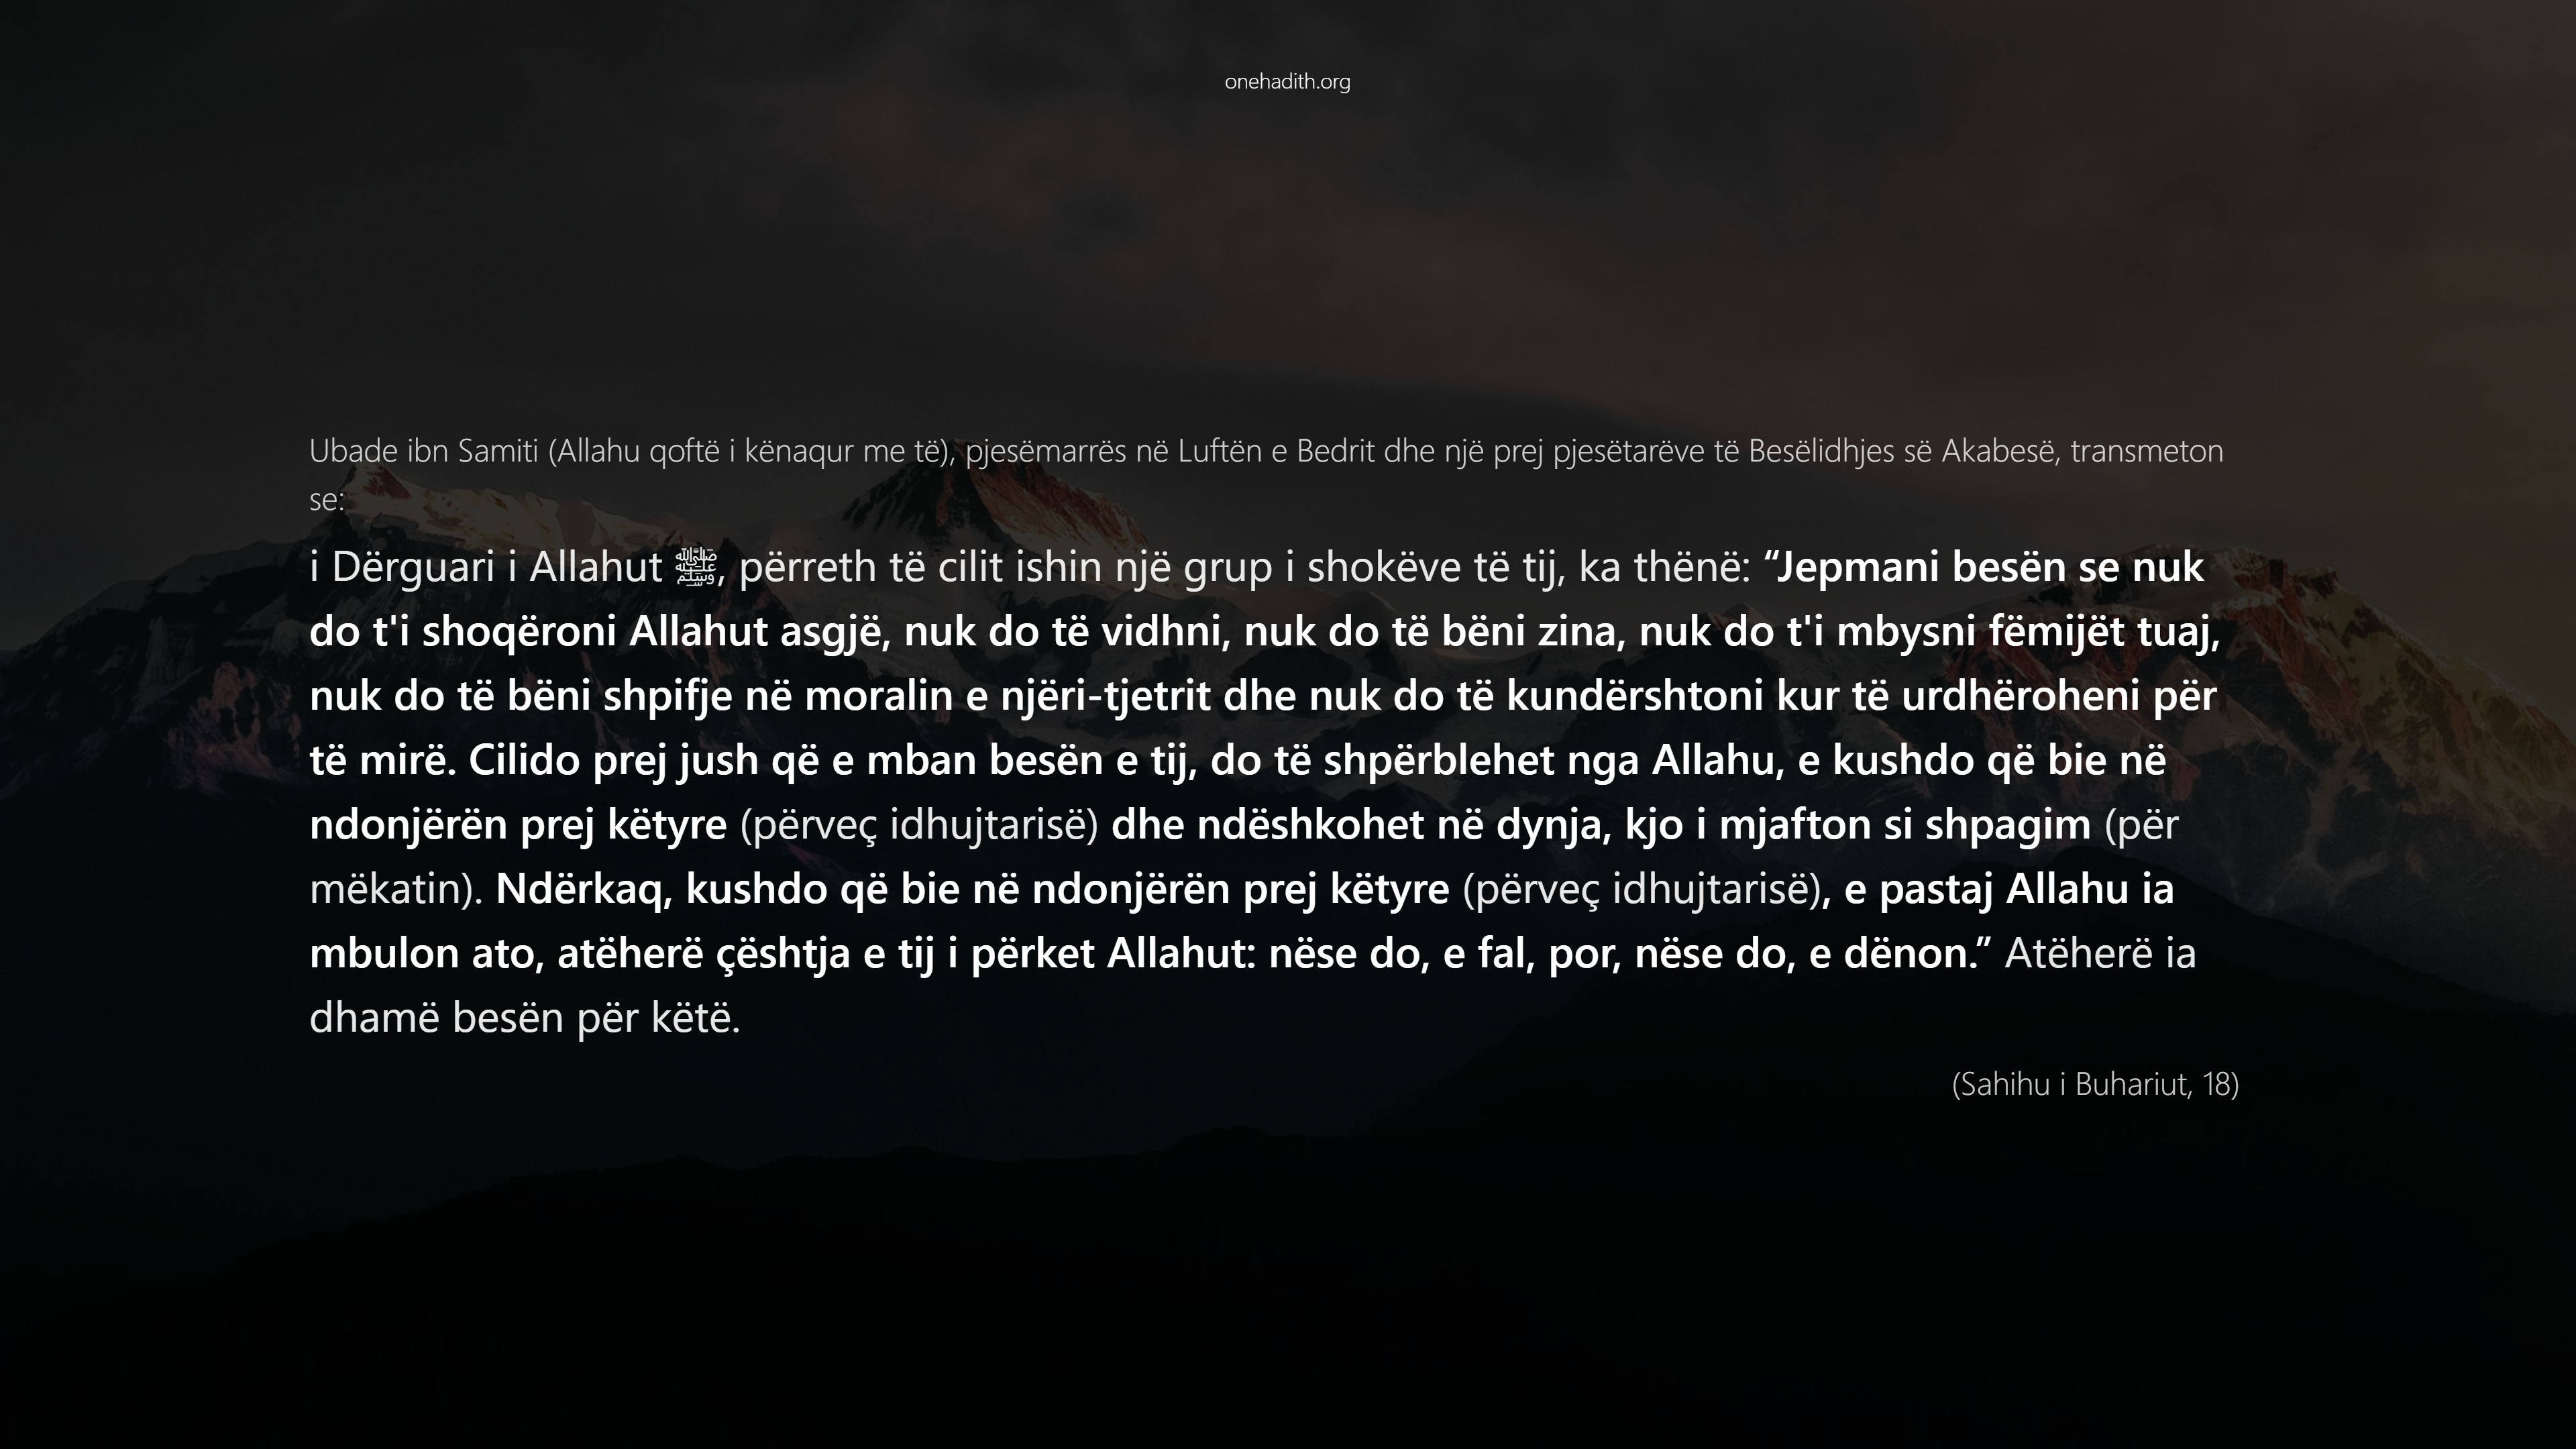 onehadith.org
Ubade ibn Samiti (Allahu qoftë i kënaqur me të), pjesëmarrës në Luftën e Bedrit dhe një prej pjesëtarëve të Besëlidhjes së Akabesë, transmeton
se:
i Dërguari i Allahut ﷺ, përreth të cilit ishin një grup i shokëve të tij, ka thënë: “Jepmani besën se nuk
do t'i shoqëroni Allahut asgjë, nuk do të vidhni, nuk do të bëni zina, nuk do t'i mbysni fëmijët tuaj,
nuk do të bëni shpifje në moralin e njëri-tjetrit dhe nuk do të kundërshtoni kur të urdhëroheni për
të mirë. Cilido prej jush që e mban besën e tij, do të shpërblehet nga Allahu, e kushdo që bie në
ndonjërën prej këtyre (përveç idhujtarisë) dhe ndëshkohet në dynja, kjo i mjafton si shpagim (për
mëkatin). Ndërkaq, kushdo që bie në ndonjërën prej këtyre (përveç idhujtarisë), e pastaj Allahu ia
mbulon ato, atëherë çështja e tij i përket Allahut: nëse do, e fal, por, nëse do, e dënon.” Atëherë ia
dhamë besën për këtë.
(Sahihu i Buhariut, 18)